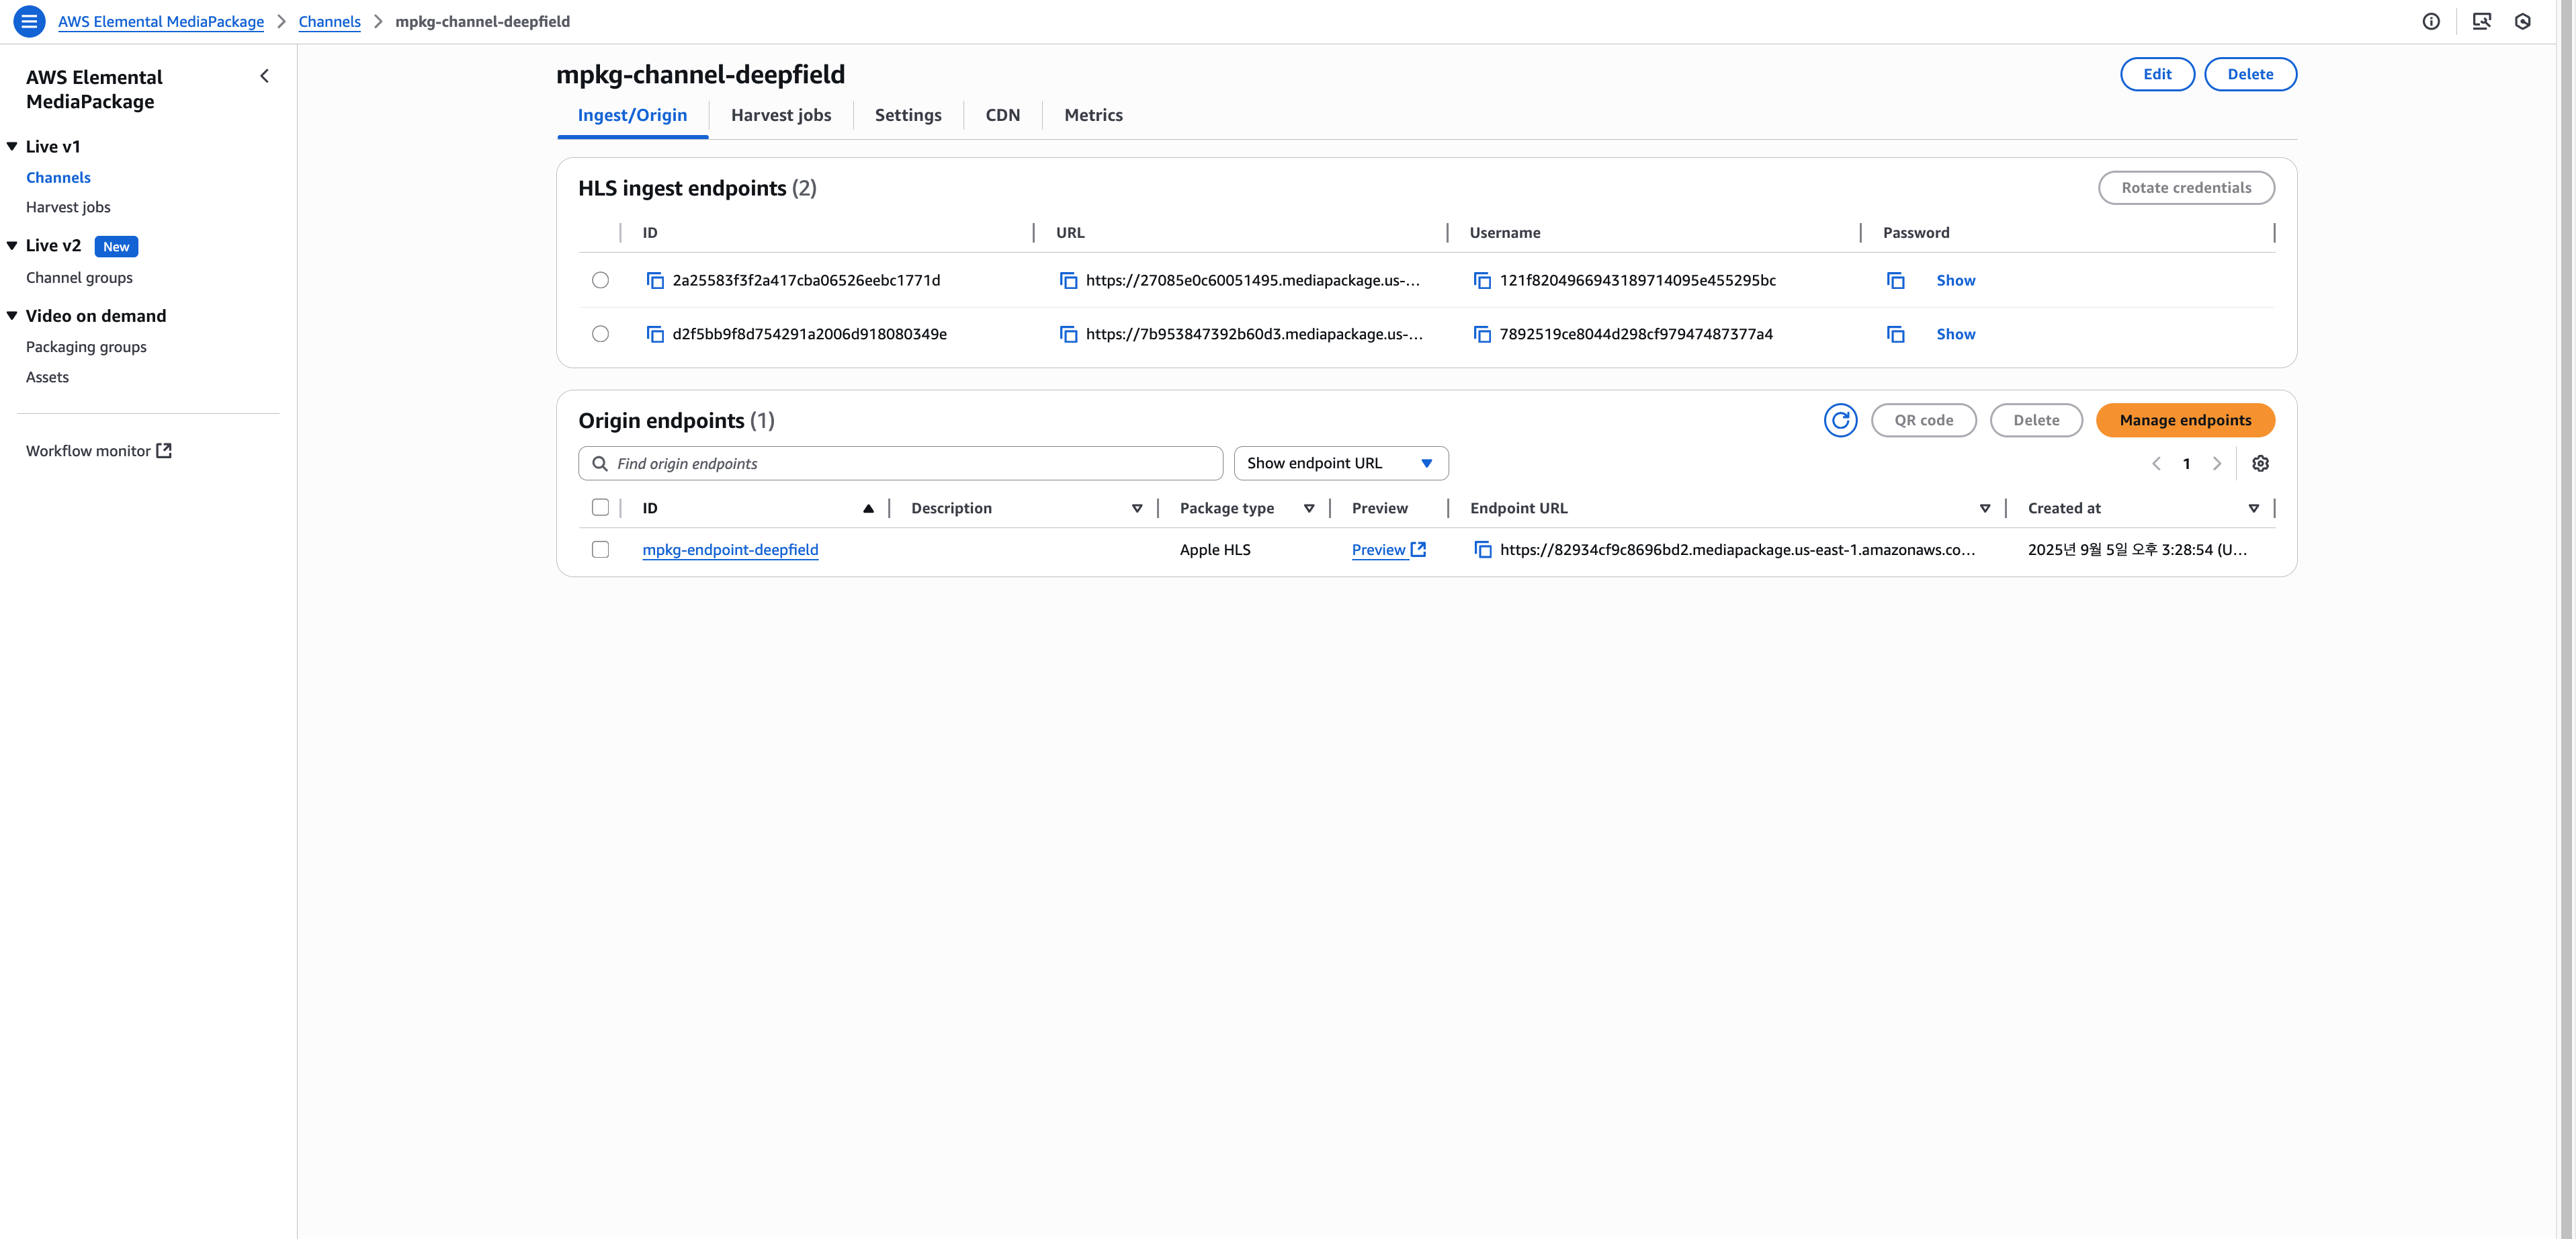 AWS Elemental MediaPackage > Channels > mpkg-channel-deepfield
AWS Elemental
MediaPackage
Live v1
Channels
Harvest jobs
Live v2 New
Channel groups
Video on demand
Packaging groups
Assets
Workflow monitor
mpkg-channel-deepfield
Edit
Delete
Ingest/Origin
Harvest jobs
Settings
CDN
Metrics
HLS ingest endpoints (2)
Rotate credentials
ID URL Username Password
2a25583f3f2a417cba06526eebc1771d https://27085e0c60051495.mediapackage.us-... 121f8204966943189714095e455295bc Show
d2f5bb9f8d754291a2006d918080349e https://7b953847392b60d3.mediapackage.us-... 7892519ce8044d298cf97947487377a4 Show
Origin endpoints (1)
QR code
Delete
Manage endpoints
Find origin endpoints
Show endpoint URL
1
ID Description Package type Preview Endpoint URL Created at
mpkg-endpoint-deepfield Apple HLS Preview https://82934cf9c8696bd2.mediapackage.us-east-1.amazonaws.co... 2025년 9월 5일 오후 3:28:54 (U...